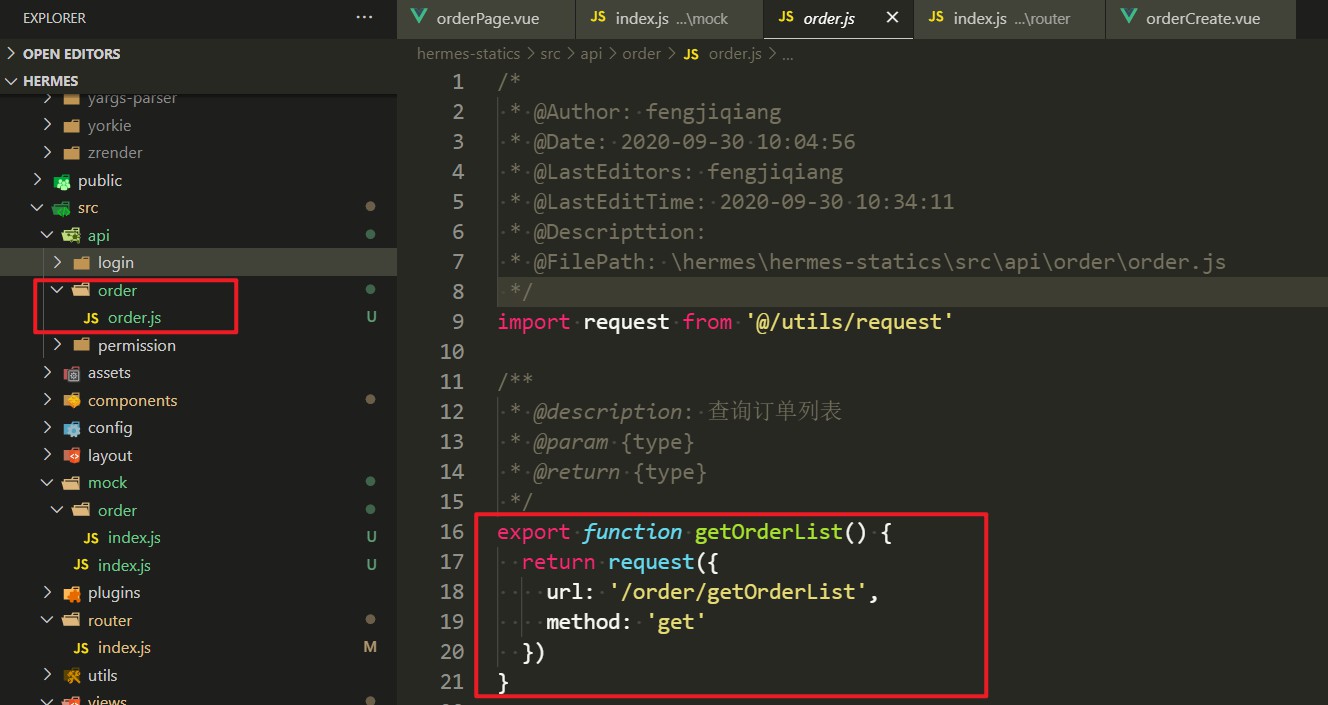 EXPLORER
OPEN EDITORS
HERMES
yargs-parser
yorkie
zrender
public
src
api
login
order
JS order.js U
permission
assets
components
config
layout
mock
order
JS index.js U
JS index.js U
plugins
router
JS index.js M
utils
views
orderPage.vue
JS index.js ...\mock
JS order.js
JS index.js ...\router
orderCreate.vue
hermes-statics > src > api > order > JS order.js > ...
1 /*
2 * @Author: fengjiqiang
3 * @Date: 2020-09-30 10:04:56
4 * @LastEditors: fengjiqiang
5 * @LastEditTime: 2020-09-30 10:34:11
6 * @Descripttion:
7 * @FilePath: \hermes\hermes-statics\src\api\order\order.js
8 */
9 import request from '@/utils/request'
10
11 /**
12 * @description: 查询订单列表
13 * @param {type}
14 * @return {type}
15 */
16 export function getOrderList() {
17 return request({
18 url: '/order/getOrderList',
19 method: 'get'
20 })
21 }